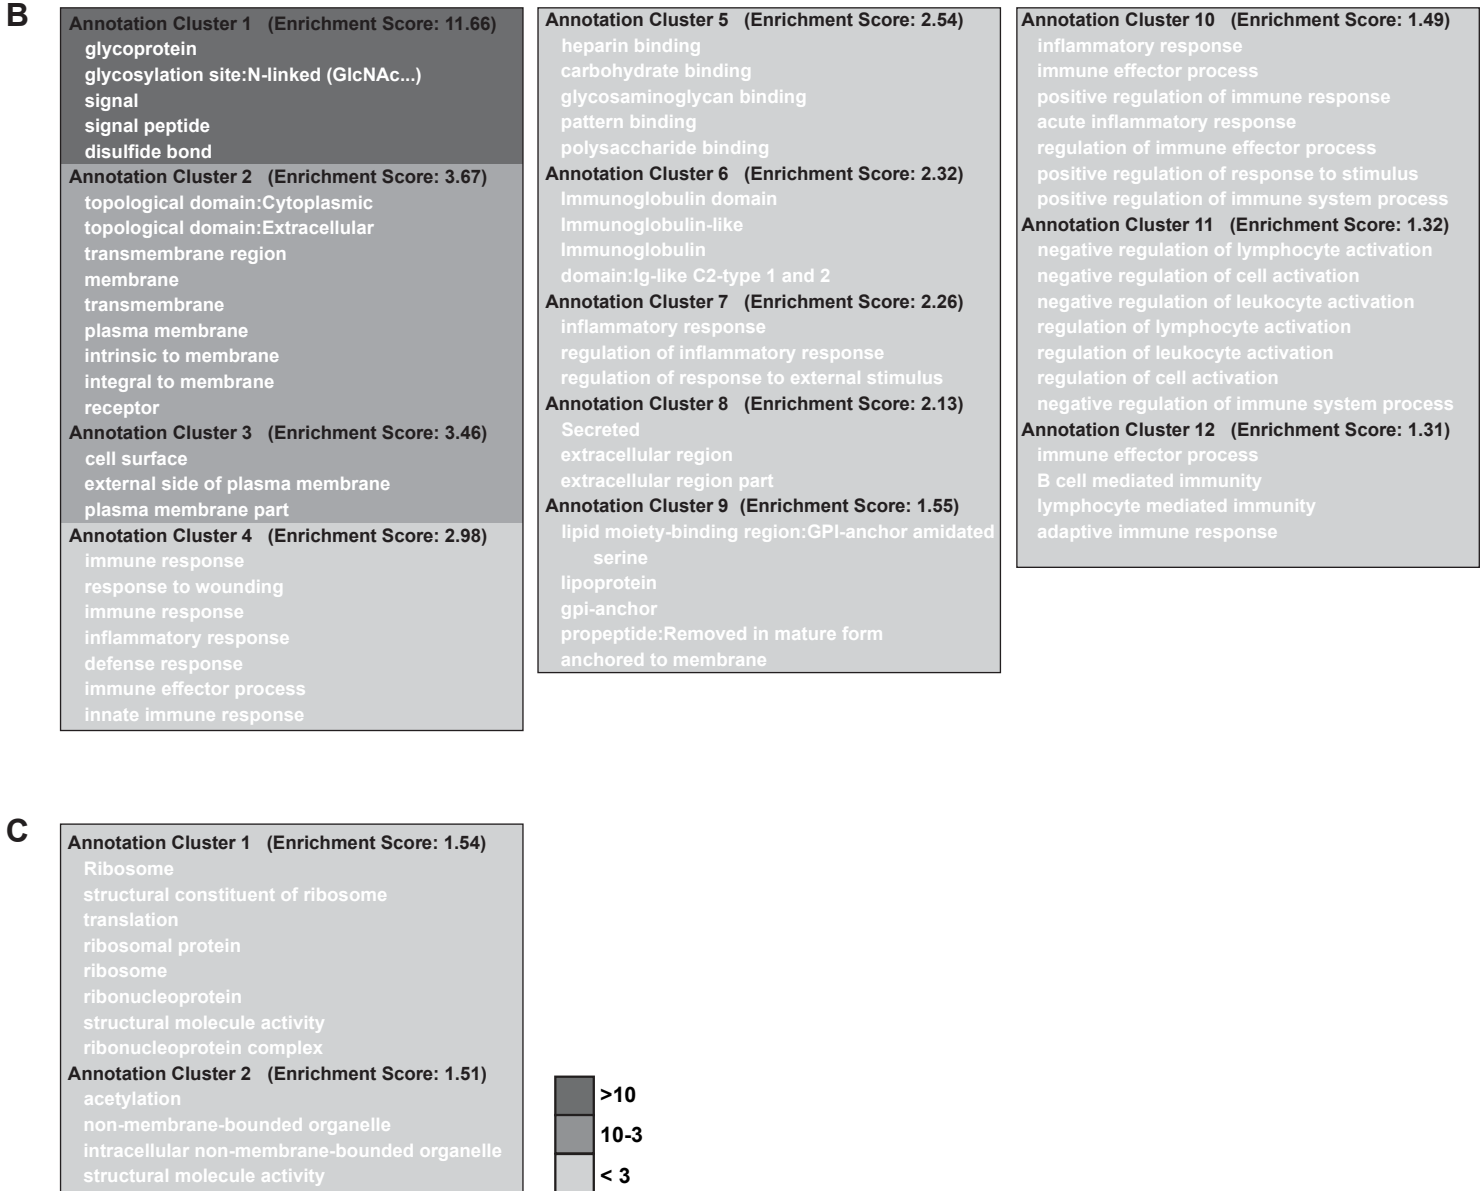 B
Annotation Cluster 1 (Enrichment Score: 11.66)
glycoprotein
glycosylation site:N-linked (GlcNAc...)
signal
signal peptide
disulfide bond
Annotation Cluster 2 (Enrichment Score: 3.67)
topological domain:Cytoplasmic
topological domain:Extracellular
transmembrane region
membrane
transmembrane
plasma membrane
intrinsic to membrane
integral to membrane
receptor
Annotation Cluster 3 (Enrichment Score: 3.46)
cell surface
external side of plasma membrane
plasma membrane part
Annotation Cluster 4 (Enrichment Score: 2.98)
immune response
response to wounding
immune response
inflammatory response
defense response
immune effector process
innate immune response
Annotation Cluster 5 (Enrichment Score: 2.54)
heparin binding
carbohydrate binding
glycosaminoglycan binding
pattern binding
polysaccharide binding
Annotation Cluster 6 (Enrichment Score: 2.32)
Immunoglobulin domain
Immunoglobulin-like
Immunoglobulin
domain:Ig-like C2-type 1 and 2
Annotation Cluster 7 (Enrichment Score: 2.26)
inflammatory response
regulation of inflammatory response
regulation of response to external stimulus
Annotation Cluster 8 (Enrichment Score: 2.13)
Secreted
extracellular region
extracellular region part
Annotation Cluster 9 (Enrichment Score: 1.55)
lipid moiety-binding region:GPI-anchor amidated
serine
lipoprotein
gpi-anchor
propeptide:Removed in mature form
anchored to membrane
Annotation Cluster 10 (Enrichment Score: 1.49)
inflammatory response
immune effector process
positive regulation of immune response
acute inflammatory response
regulation of immune effector process
positive regulation of response to stimulus
positive regulation of immune system process
Annotation Cluster 11 (Enrichment Score: 1.32)
negative regulation of lymphocyte activation
negative regulation of cell activation
negative regulation of leukocyte activation
regulation of lymphocyte activation
regulation of leukocyte activation
regulation of cell activation
negative regulation of immune system process
Annotation Cluster 12 (Enrichment Score: 1.31)
immune effector process
B cell mediated immunity
lymphocyte mediated immunity
adaptive immune response
C
Annotation Cluster 1 (Enrichment Score: 1.54)
Ribosome
structural constituent of ribosome
translation
ribosomal protein
ribosome
ribonucleoprotein
structural molecule activity
ribonucleoprotein complex
Annotation Cluster 2 (Enrichment Score: 1.51)
acetylation
non-membrane-bounded organelle
intracellular non-membrane-bounded organelle
structural molecule activity
>10
10-3
< 3